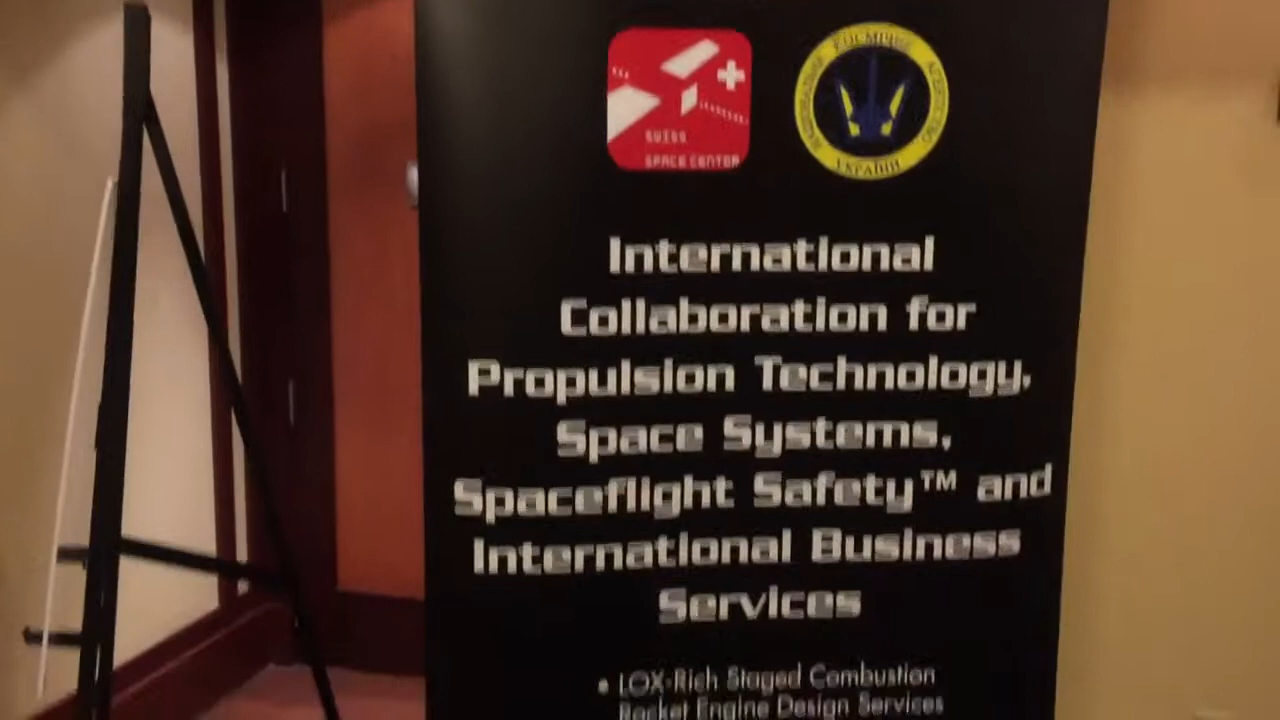 SWISS
SPACE CENTER
International
Collaboration for
Propulsion Technology,
Space Systems,
Spaceflight Safety™ and
International Business
Services
• LOX-Rich Staged Combustion
Rocket Engine Design Services